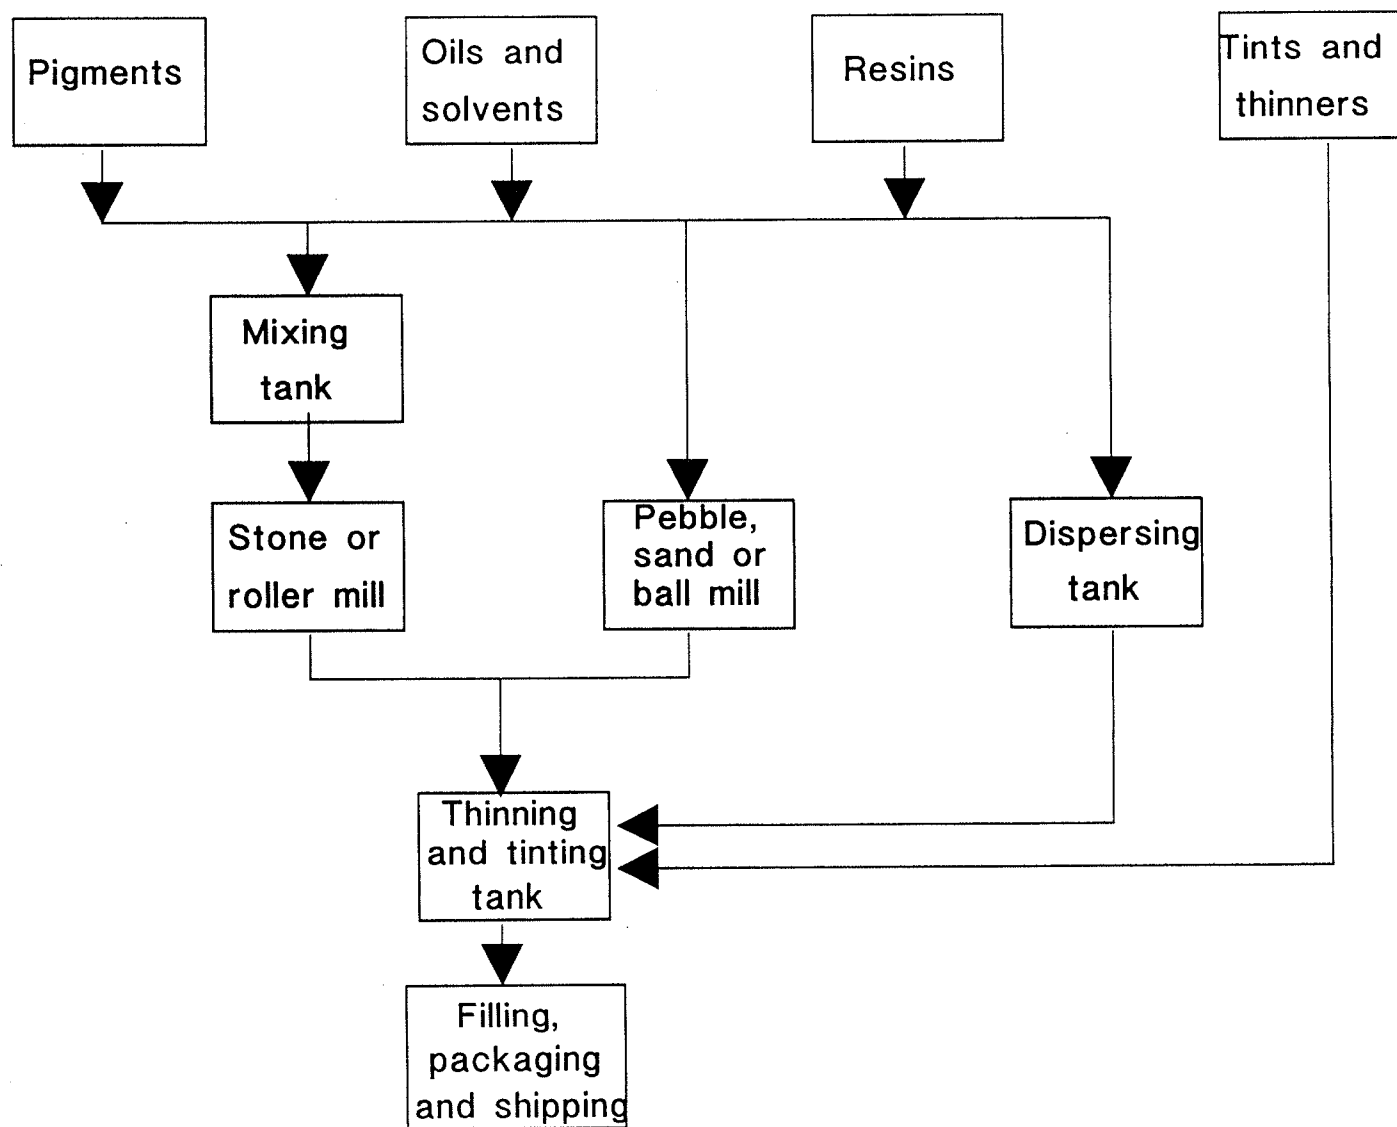 Pigments
Oils and
solvents
Resins
Tints and
thinners
Mixing
tank
Stone or
roller mill
Pebble,
sand or
ball mill
Dispersing
tank
Thinning
and tinting
tank
Filling,
packaging
and shipping